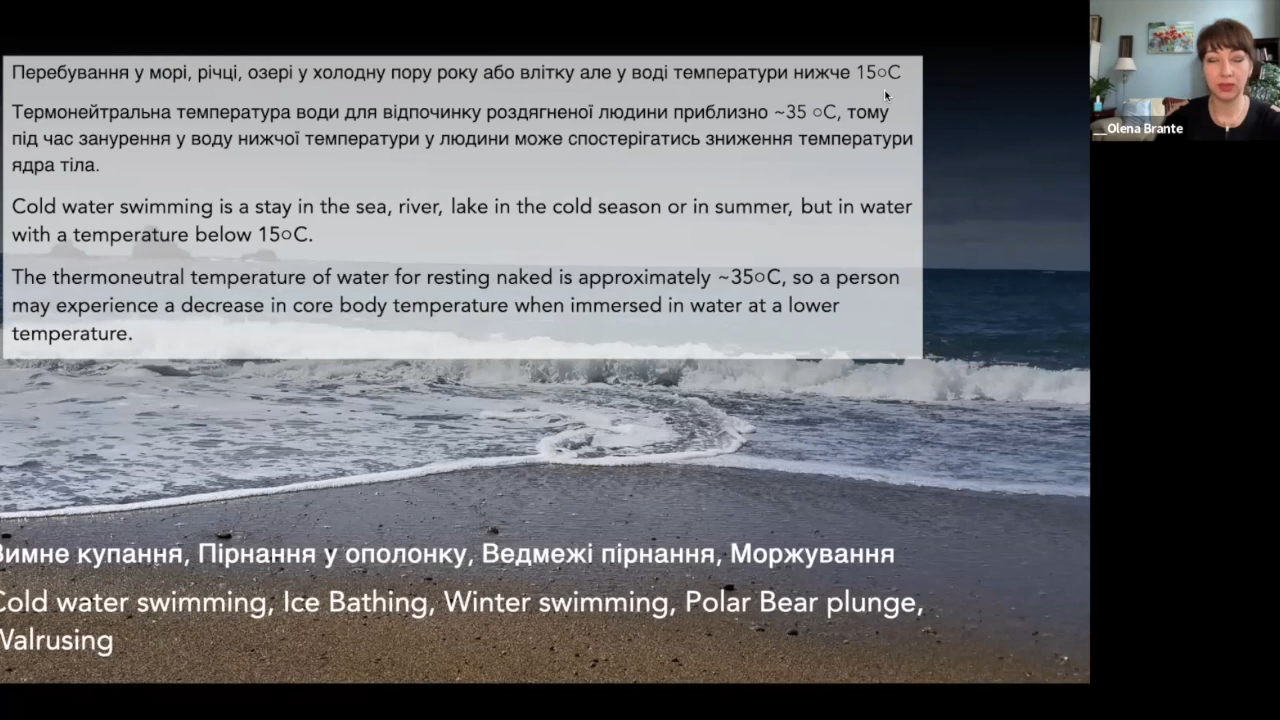 Перебування у морі, річці, озері у холодну пору року або влітку але у воді температури нижче 15○C
Термонейтральна температура води для відпочинку роздягненої людини приблизно ~35 ○C, тому
під час занурення у воду нижчої температури у людини може спостерігатись зниження температури
ядра тіла.
Cold water swimming is a stay in the sea, river, lake in the cold season or in summer, but in water
with a temperature below 15○C.
The thermoneutral temperature of water for resting naked is approximately ~35○C, so a person
may experience a decrease in core body temperature when immersed in water at a lower
temperature.
Зимне купання, Пірнання у ополонку, Ведмежі пірнання, Моржування
Cold water swimming, Ice Bathing, Winter swimming, Polar Bear plunge,
Walrusing
__Olena Brante